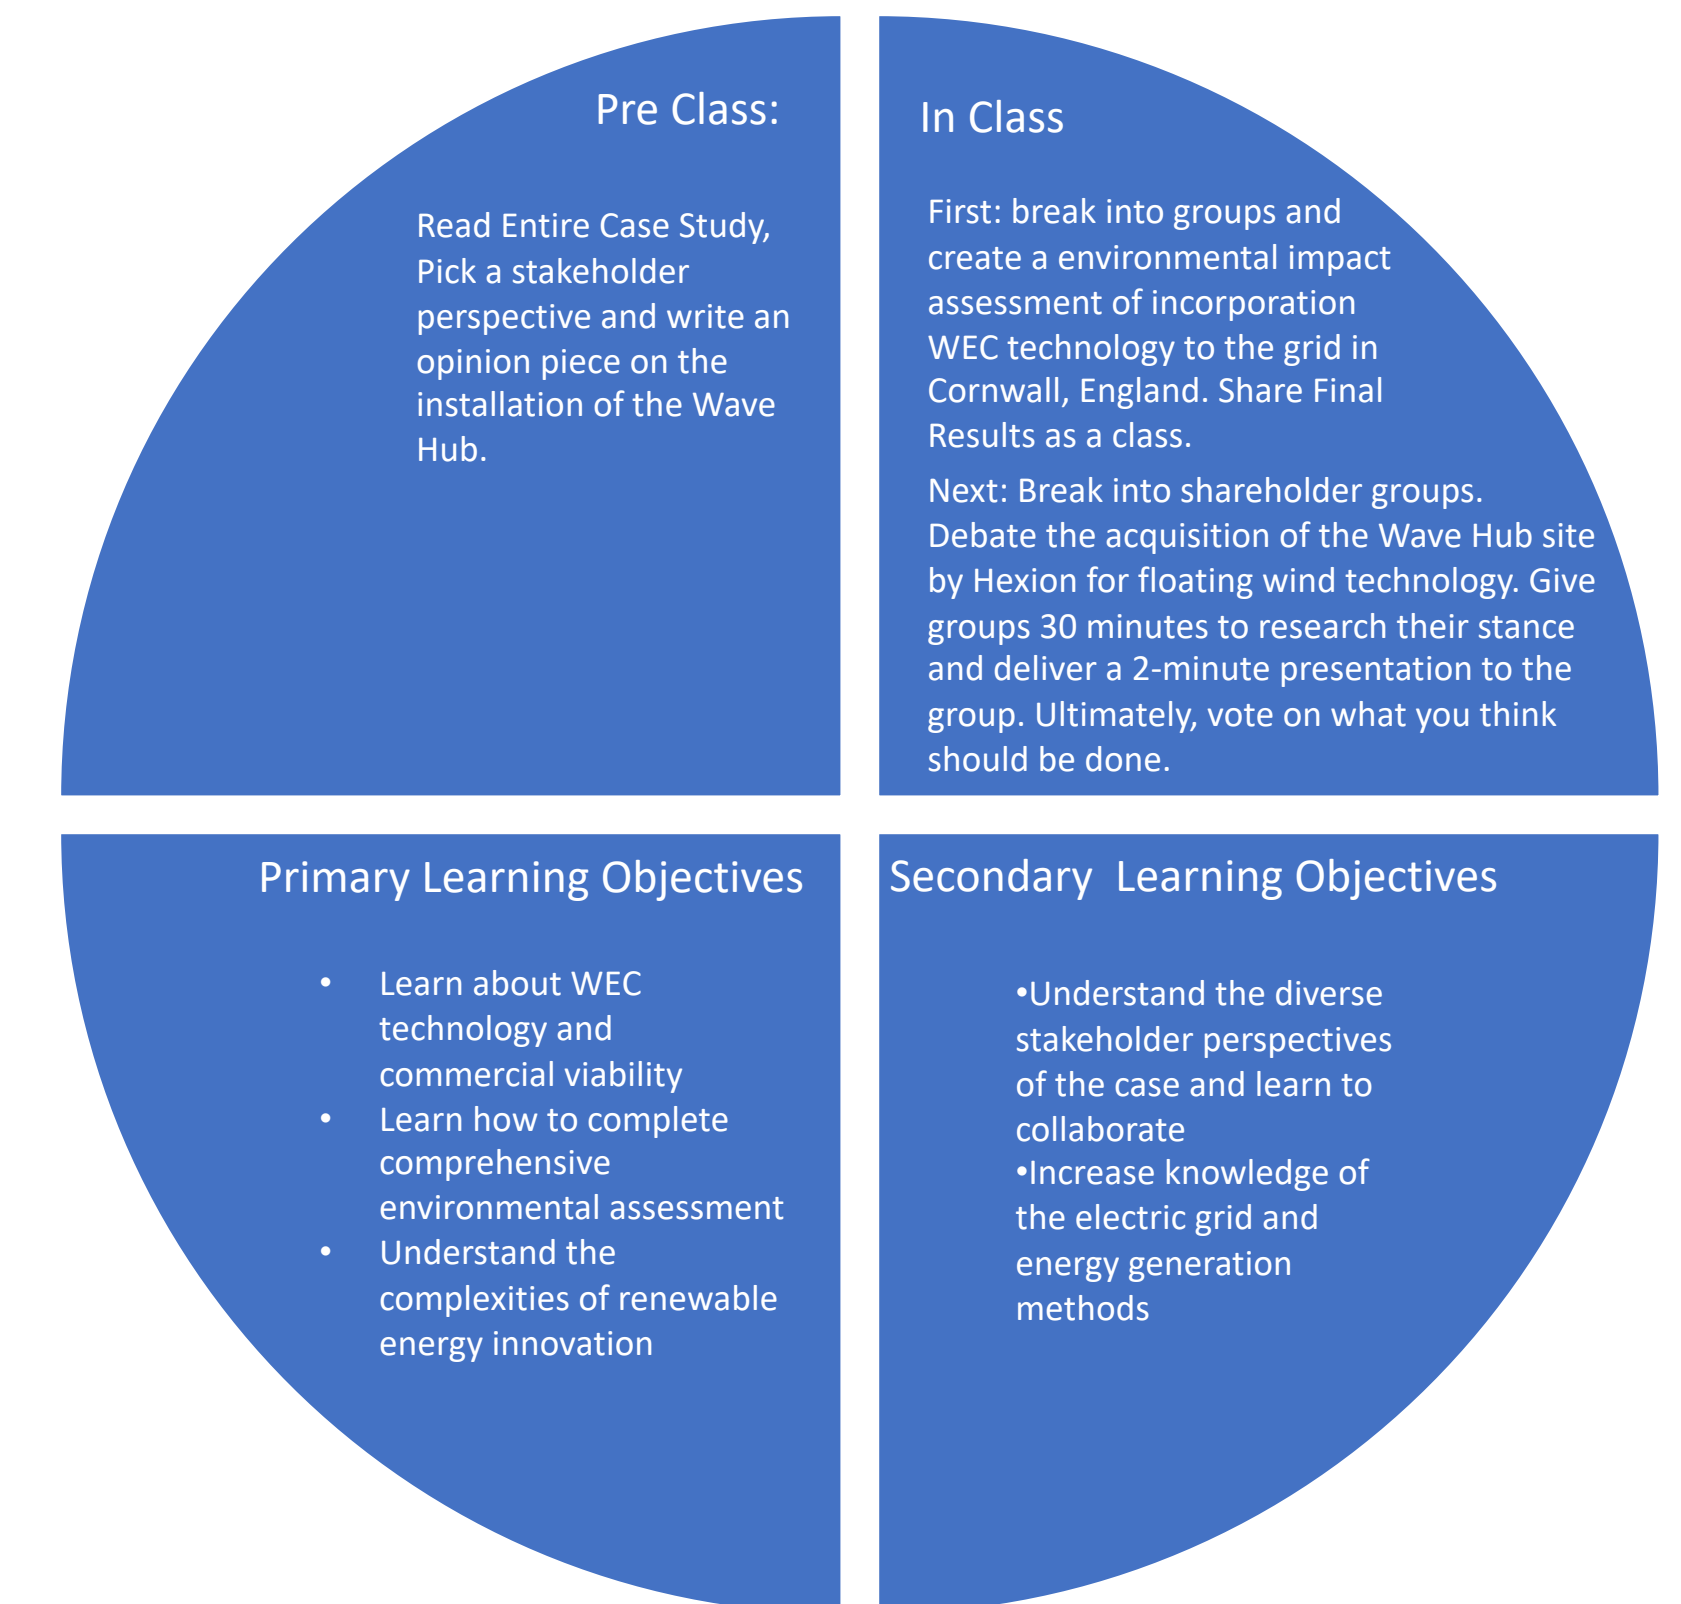 Pre Class:
Read Entire Case Study,
Pick a stakeholder
perspective and write an
opinion piece on the
installation of the Wave
Hub.
In Class
First: break into groups and
create a environmental impact
assessment of incorporation
WEC technology to the grid in
Cornwall, England. Share Final
Results as a class.
Next: Break into shareholder groups.
Debate the acquisition of the Wave Hub site
by Hexion for floating wind technology. Give
groups 30 minutes to research their stance
and deliver a 2-minute presentation to the
group. Ultimately, vote on what you think
should be done.
Primary Learning Objectives
• Learn about WEC
technology and
commercial viability
• Learn how to complete
comprehensive
environmental assessment
• Understand the
complexities of renewable
energy innovation
Secondary Learning Objectives
•Understand the diverse
stakeholder perspectives
of the case and learn to
collaborate
•Increase knowledge of
the electric grid and
energy generation
methods